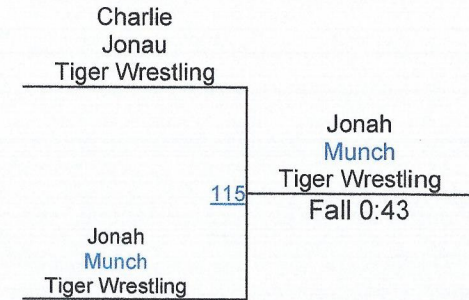 Charlie
Jonau
Tiger Wrestling
Jonah
Munch
Tiger Wrestling
115
Fall 0:43
Jonah
Munch
Tiger Wrestling